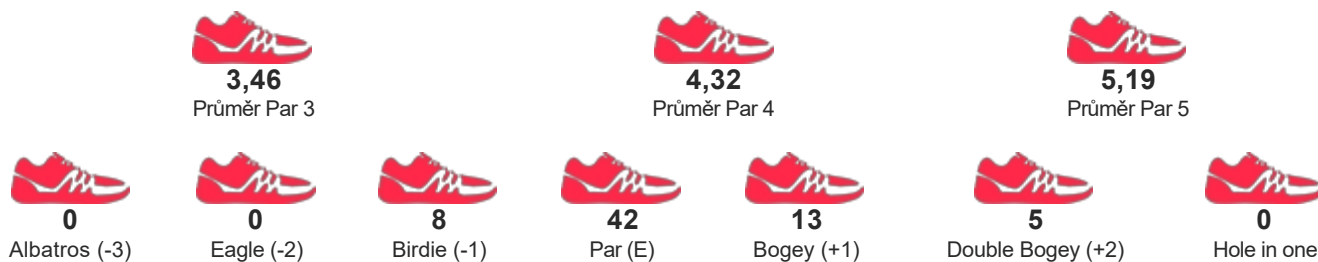 3,46
Průměr Par 3
4,32
Průměr Par 4
5,19
Průměr Par 5
0
Albatros (-3)
0
Eagle (-2)
8
Birdie (-1)
42
Par (E)
13
Bogey (+1)
5
Double Bogey (+2)
0
Hole in one